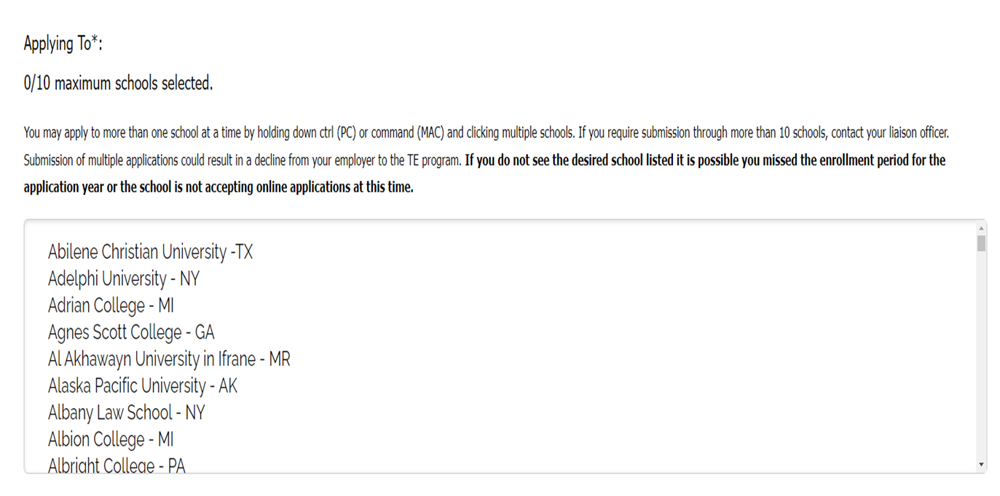 Applying To*:
0/10 maximum schools selected.
You may apply to more than one school at a time by holding down ctrl (PC) or command (MAC) and clicking multiple schools. If you require submission through more than 10 schools, contact your liaison officer.
Submission of multiple applications could result in a decline from your employer to the TE program. If you do not see the desired school listed it is possible you missed the enrollment period for the
application year or the school is not accepting online applications at this time.
Abilene Christian University -TX
Adelphi University - NY
Adrian College - MI
Agnes Scott College - GA
Al Akhawayn University in Ifrane - MR
Alaska Pacific University - AK
Albany Law School - NY
Albion College - MI
Albright College - PA